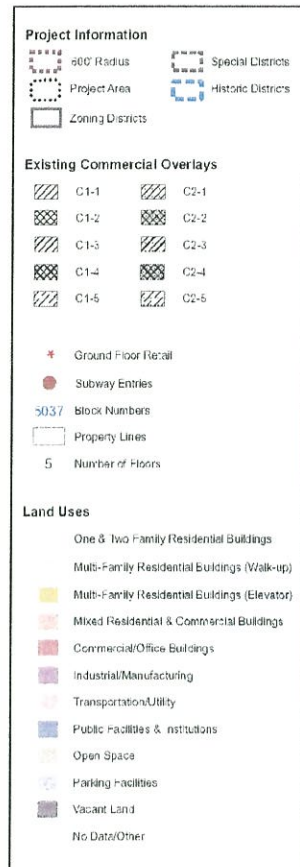 Project Information
600' Radius
Special Districts
Project Area
Historic Districts
Zoning Districts
Existing Commercial Overlays
C1-1
C2-1
C1-2
C2-2
C1-3
C2-3
C1-4
C2-4
C1-5
C2-5
* Ground Floor Retail
Subway Entries
5037 Block Numbers
Property Lines
5 Number of Floors
Land Uses
One & Two Family Residential Buildings
Multi-Family Residential Buildings (Walk-up)
Multi-Family Residential Buildings (Elevator)
Mixed Residential & Commercial Buildings
Commercial/Office Buildings
Industrial/Manufacturing
Transportation/Utility
Public Facilities & Institutions
Open Space
Parking Facilities
Vacant Land
No Data/Other